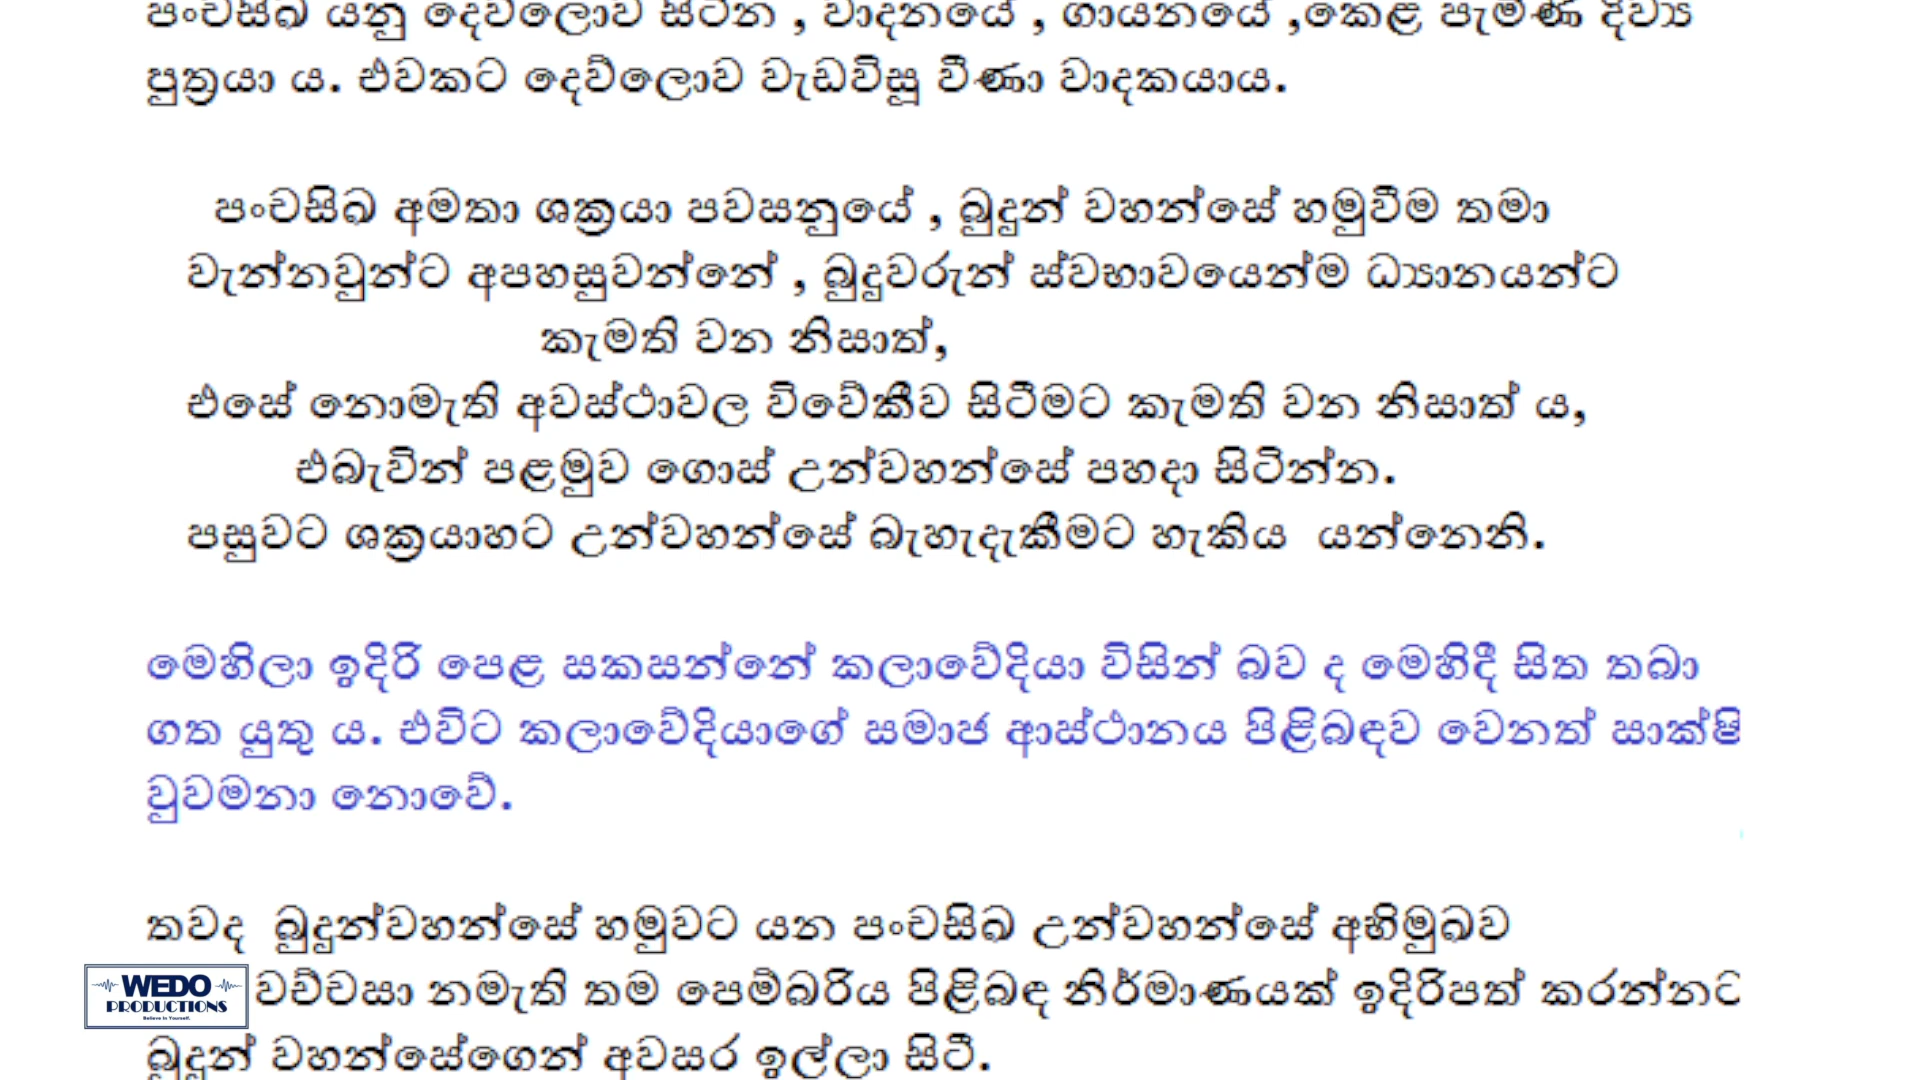 පංචසිඛ යනු දෙව්ලොව සිටින , වාදනයේ , ගායනයේ ,කෙළ පැමිණි දිව්‍ය
පුත්‍රයා ය. එවකට දෙව්ලොව වැඩවිසූ වීණා වාදකයාය.
පංචසිඛ අමතා ශක්‍රයා පවසනුයේ , බුදුන් වහන්සේ හමුවීම තමා
වැන්නවුන්ට අපහසුවන්නේ , බුදුවරුන් ස්වභාවයෙන්ම ධ්‍යානයන්ට
කැමති වන නිසාත්,
එසේ නොමැති අවස්ථාවල විවේකීව සිටීමට කැමති වන නිසාත් ය,
එබැවින් පළමුව ගොස් උන්වහන්සේ පහදා සිටින්න.
පසුවට ශක්‍රයාහට උන්වහන්සේ බැහැදැකීමට හැකිය යන්නෙනි.
මෙහිලා ඉදිරි පෙළ සකසන්නේ කලාවේදියා විසින් බව ද මෙහිදී සිත තබා
ගත යුතු ය. එවිට කලාවේදියාගේ සමාජ ආස්ථානය පිළිබඳව වෙනත් සාක්ෂි
වුවමනා නොවේ.
තවද බුදුන්වහන්සේ හමුවට යන පංචසිඛ උන්වහන්සේ අභිමුඛව
වච්චසා නමැති තම පෙම්බරිය පිළිබඳ නිර්මාණයක් ඉදිරිපත් කරන්නට
බුදුන් වහන්සේගෙන් අවසර ඉල්ලා සිටී.
WEDO
PRODUCTIONS
Believe in Yourself.